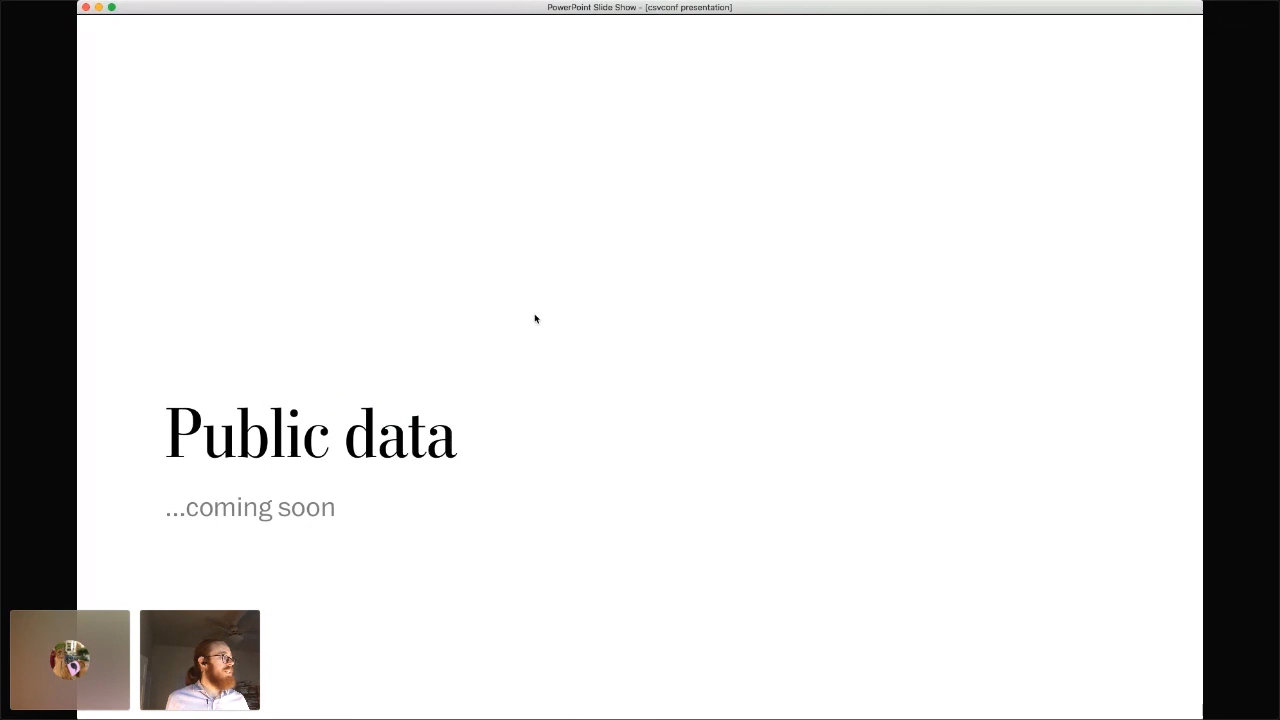 PowerPoint Slide Show - [csvconf presentation]
Public data
...coming soon